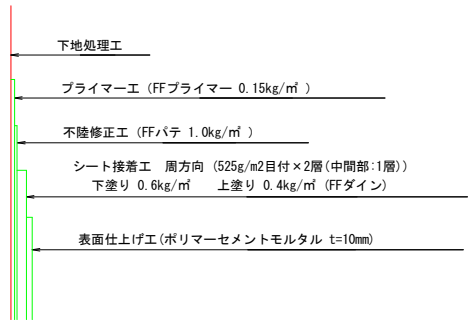 下地処理工
プライマー工 (FFプライマー 0.15kg/㎡ )
不陸修正工 (FFパテ 1.0kg/㎡ )
シート接着工 周方向 (525g/m2目付×2層(中間部:1層))
下塗り 0.6kg/㎡ 上塗り 0.4kg/㎡ (FFダイン)
表面仕上げ工(ポリマーセメントモルタル t=10mm)